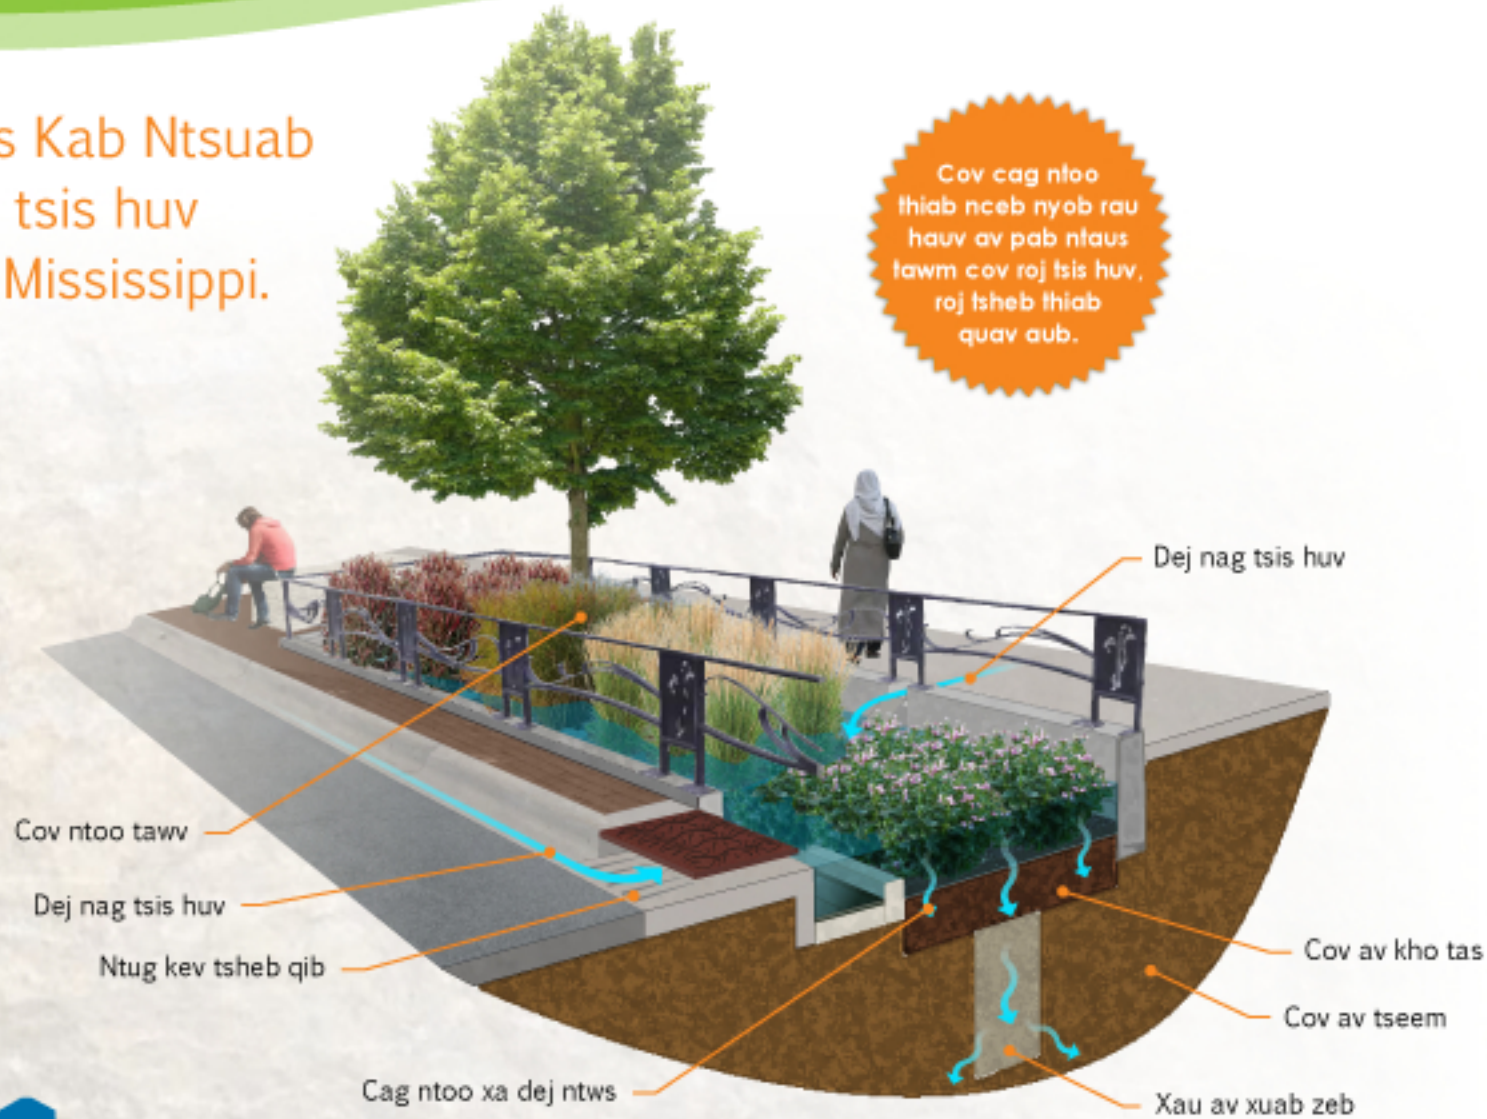 s Kab Ntsuab
tsis huv
Mississippi.
Cov cag ntoo
thiab nceb nyob rau
hauv av pab ntaus
tawm cov roj tsis huv,
roj tsheb thiab
quav aub.
Dej nag tsis huv
Cov ntoo tawv
Dej nag tsis huv
Ntug kev tsheb qib
Cag ntoo xa dej ntws
Cov av kho tas
Cov av tseem
Xau av xuab zeb